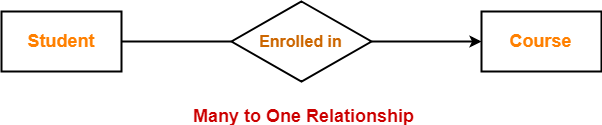 Student Enrolled in Course
Many to One Relationship